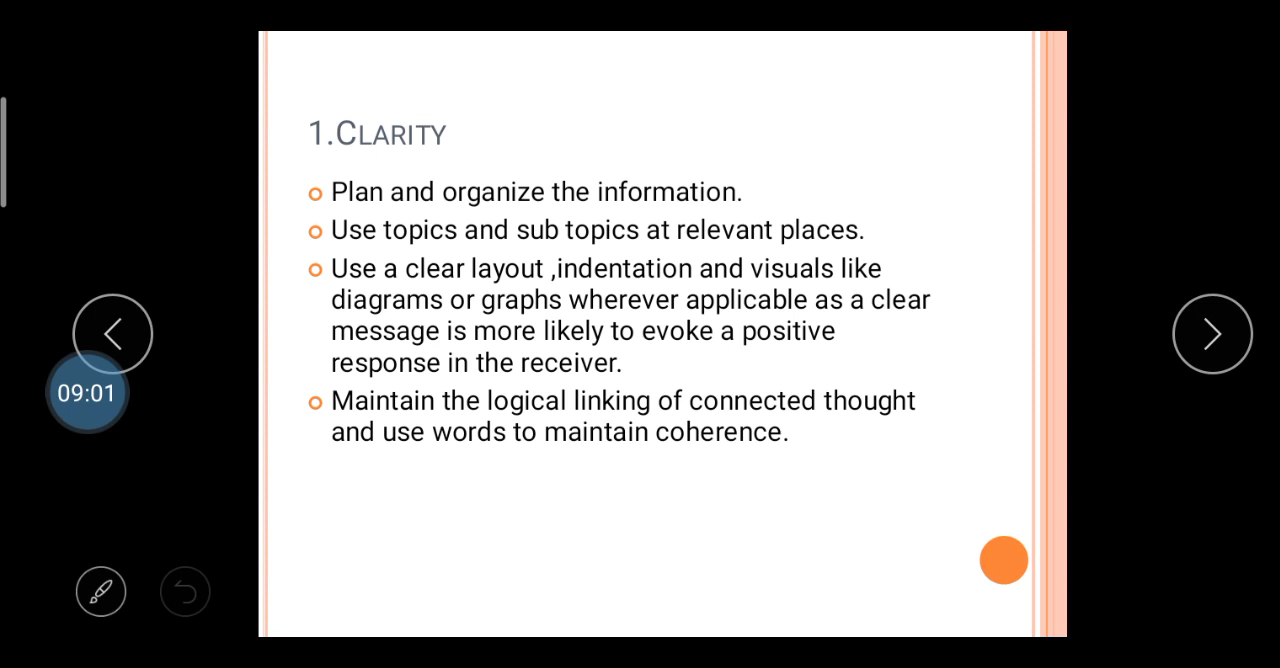 1.CLARITY
Plan and organize the information.
Use topics and sub topics at relevant places.
Use a clear layout ,indentation and visuals like
diagrams or graphs wherever applicable as a clear
message is more likely to evoke a positive
response in the receiver.
Maintain the logical linking of connected thought
and use words to maintain coherence.
09:01